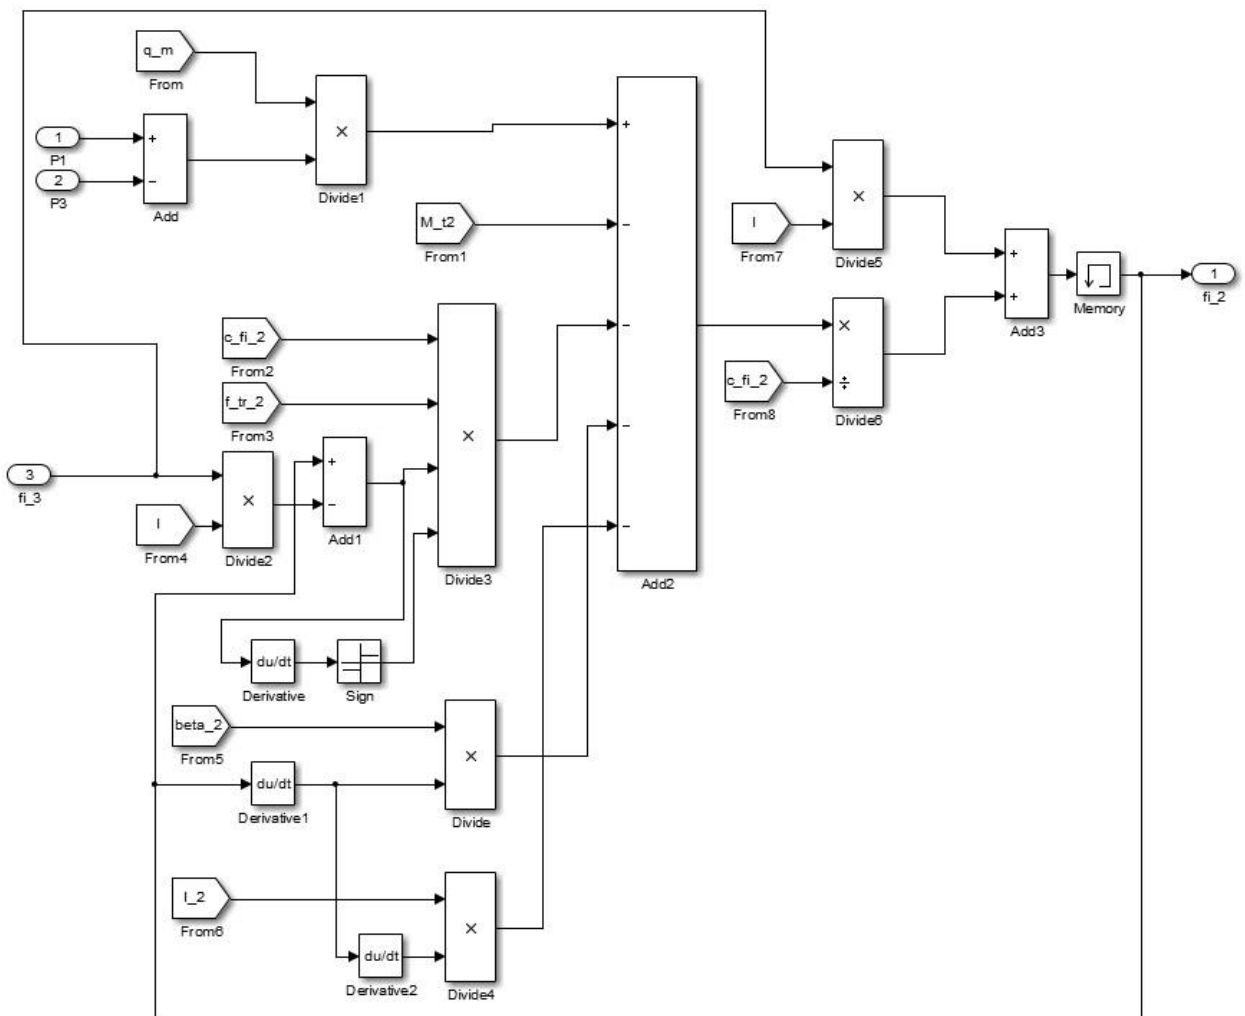 q_m
From
1
P1
2
P3
+
−
Add
×
Divide1
M_t2
From1
c_fi_2
From2
f_tr_2
From3
3
fi_3
I
From4
×
Divide2
+
−
Add1
×
Divide3
du/dt
Derivative
Sign
beta_2
From5
du/dt
Derivative1
×
Divide
I_2
From6
du/dt
Derivative2
×
Divide4
+
−
−
−
−
Add2
I
From7
×
Divide5
c_fi_2
From8
×
÷
Divide6
+
+
Add3
Memory
1
fi_2